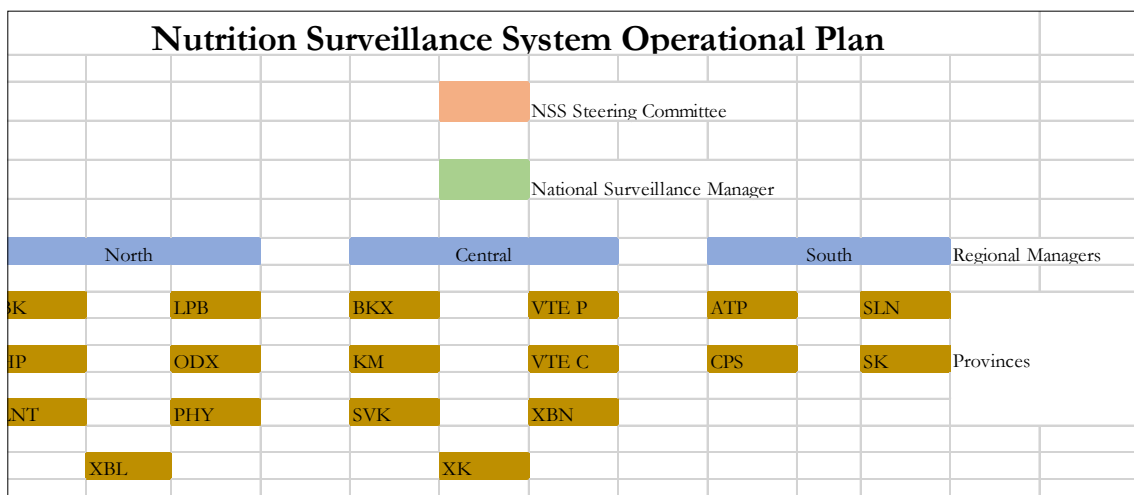 Nutrition Surveillance System Operational Plan
NSS Steering Committee
National Surveillance Manager
North Central South Regional Managers
LPB BKX VTE P ATP SLN
ODX KM VTE C CPS SK Provinces
PHY SVK XBN
XBL XK